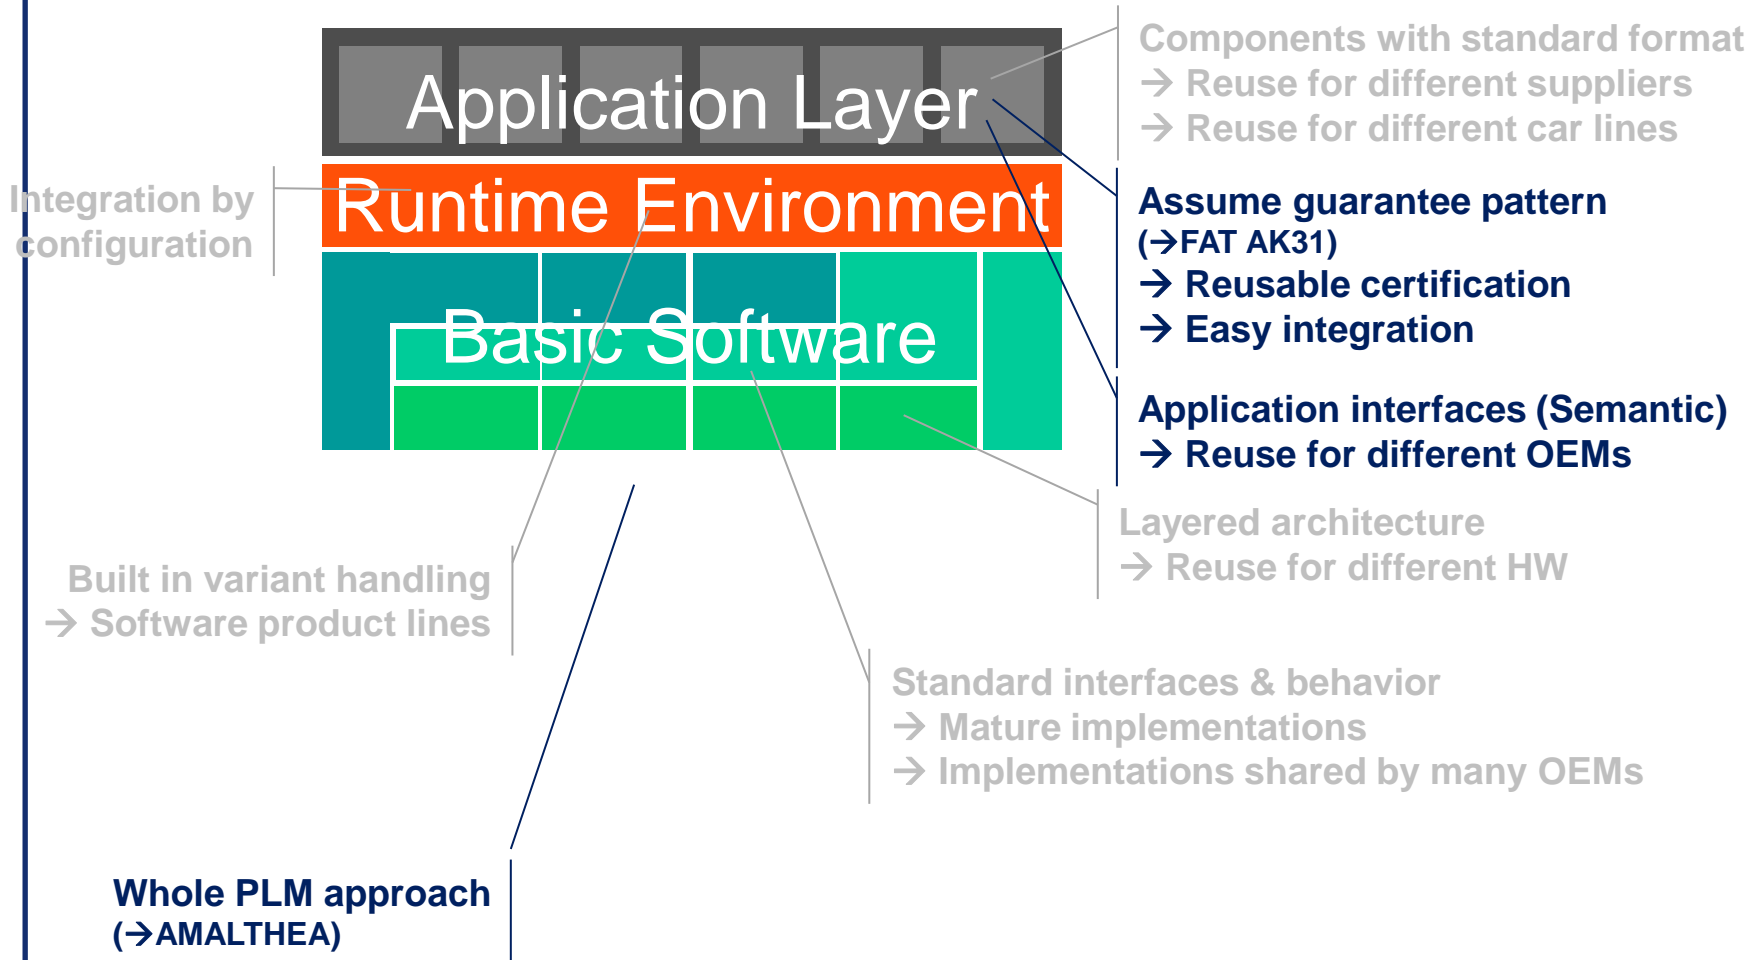 Application Layer
Runtime Environment
Basic Software
Components with standard format
→ Reuse for different suppliers
→ Reuse for different car lines
Integration by
configuration
Assume guarantee pattern
(→FAT AK31)
→ Reusable certification
→ Easy integration
Application interfaces (Semantic)
→ Reuse for different OEMs
Layered architecture
→ Reuse for different HW
Built in variant handling
→ Software product lines
Standard interfaces & behavior
→ Mature implementations
→ Implementations shared by many OEMs
Whole PLM approach
(→AMALTHEA)